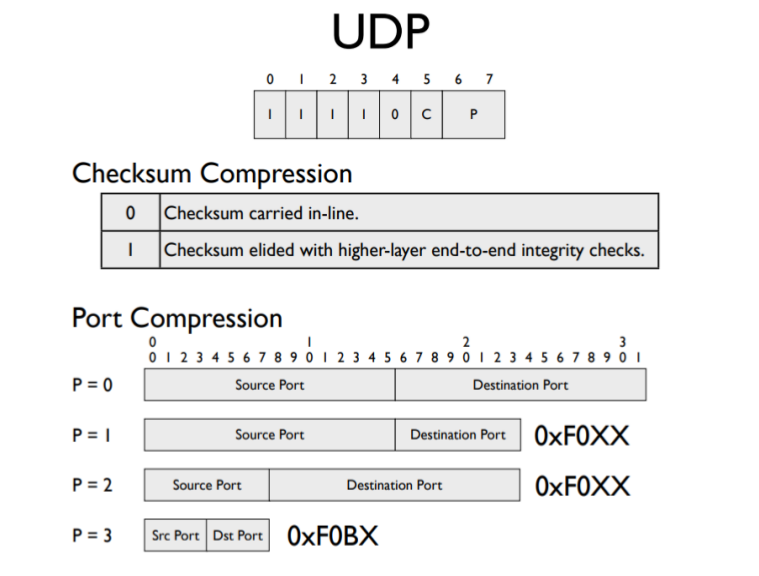 UDP
0 1 2 3 4 5 6 7
1 1 1 1 0 C P
Checksum Compression
0 Checksum carried in-line.
1 Checksum elided with higher-layer end-to-end integrity checks.
Port Compression
0 1 2 3
0 1 2 3 4 5 6 7 8 9 0 1 2 3 4 5 6 7 8 9 0 1 2 3 4 5 6 7 8 9 0 1
P = 0 Source Port Destination Port
P = 1 Source Port Destination Port 0xF0XX
P = 2 Source Port Destination Port 0xF0XX
P = 3 Src Port Dst Port 0xF0BX